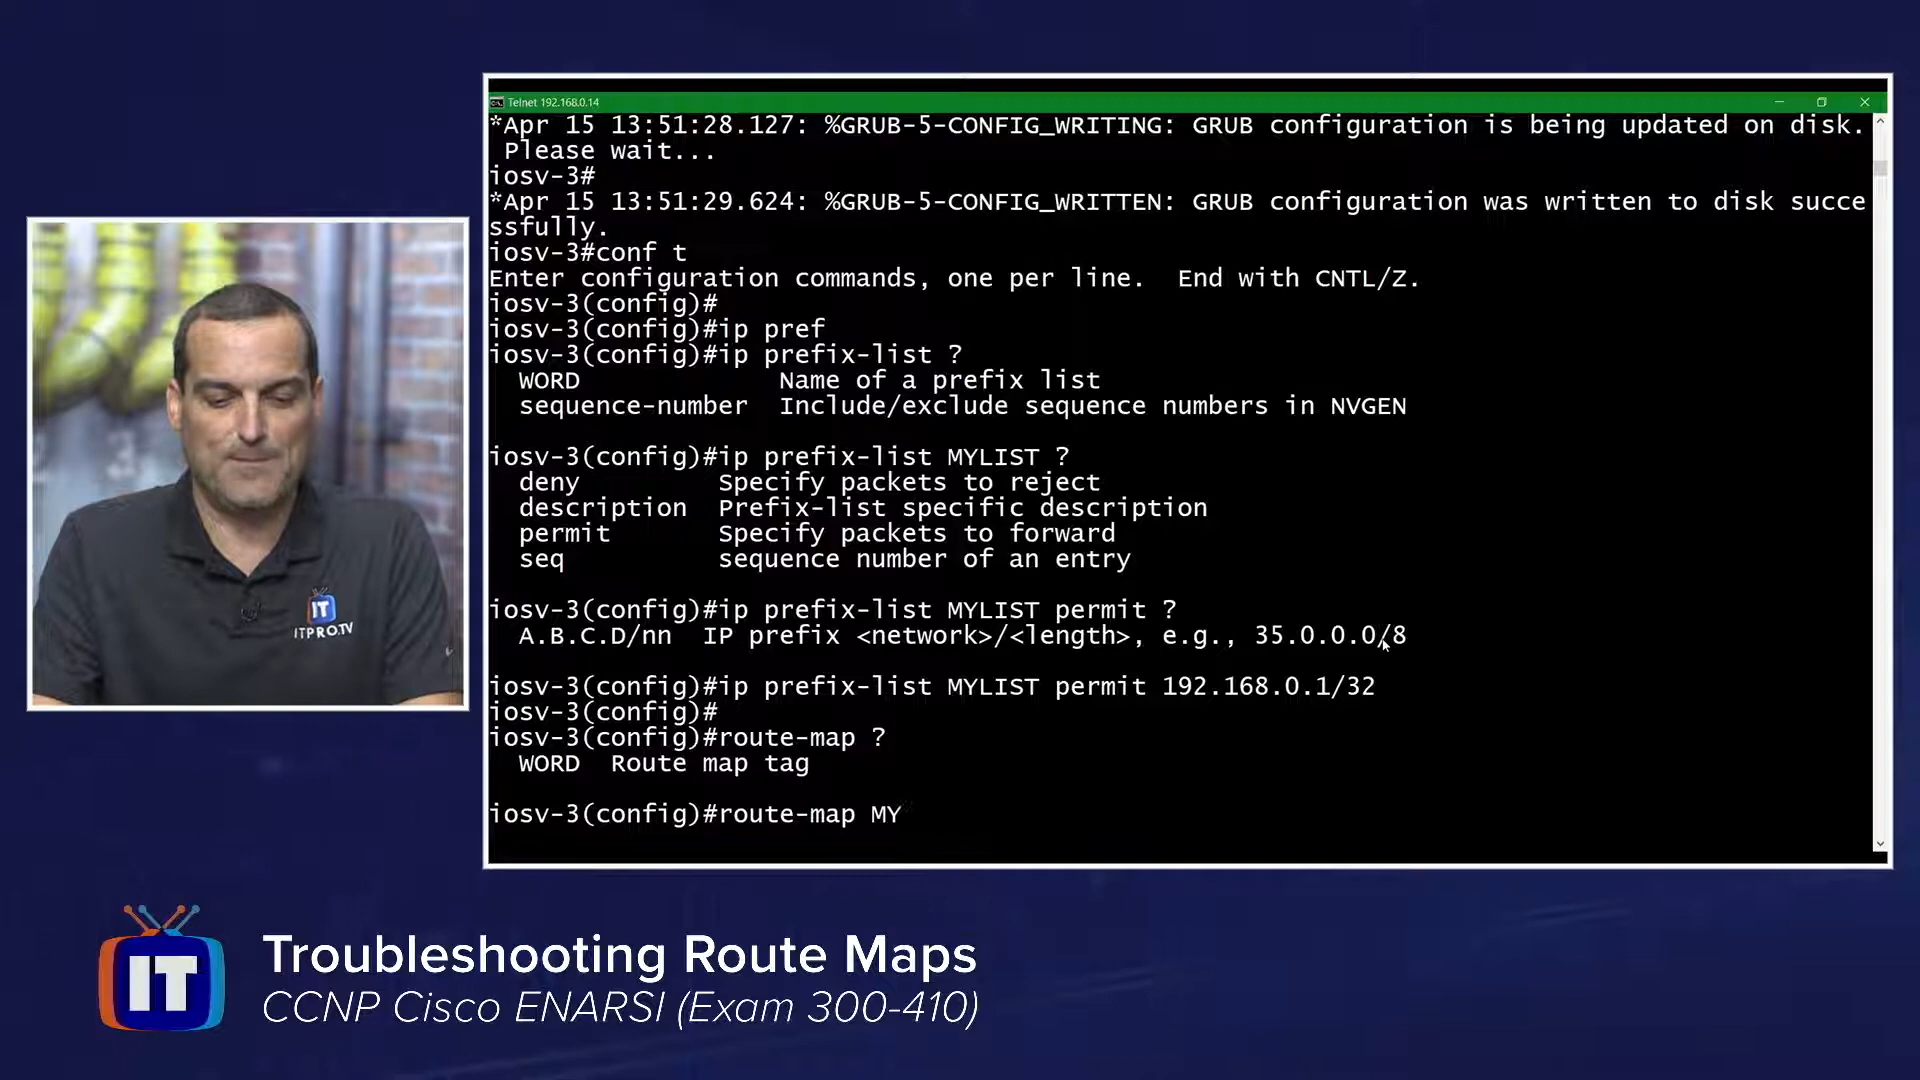 Telnet 192.168.0.14
*Apr 15 13:51:28.127: %GRUB-5-CONFIG_WRITING: GRUB configuration is being updated on disk.
Please wait...
iosv-3#
*Apr 15 13:51:29.624: %GRUB-5-CONFIG_WRITTEN: GRUB configuration was written to disk succe
ssfully.
iosv-3#conf t
Enter configuration commands, one per line.  End with CNTL/Z.
iosv-3(config)#
iosv-3(config)#ip pref
iosv-3(config)#ip prefix-list ?
WORD             Name of a prefix list
sequence-number  Include/exclude sequence numbers in NVGEN
iosv-3(config)#ip prefix-list MYLIST ?
deny         Specify packets to reject
description  Prefix-list specific description
permit       Specify packets to forward
seq          sequence number of an entry
iosv-3(config)#ip prefix-list MYLIST permit ?
A.B.C.D/nn  IP prefix <network>/<length>, e.g., 35.0.0.0/8
iosv-3(config)#ip prefix-list MYLIST permit 192.168.0.1/32
iosv-3(config)#
iosv-3(config)#route-map ?
WORD  Route map tag
iosv-3(config)#route-map MY
IT
ITPRO.TV
IT
Troubleshooting Route Maps
CCNP Cisco ENARSI (Exam 300-410)